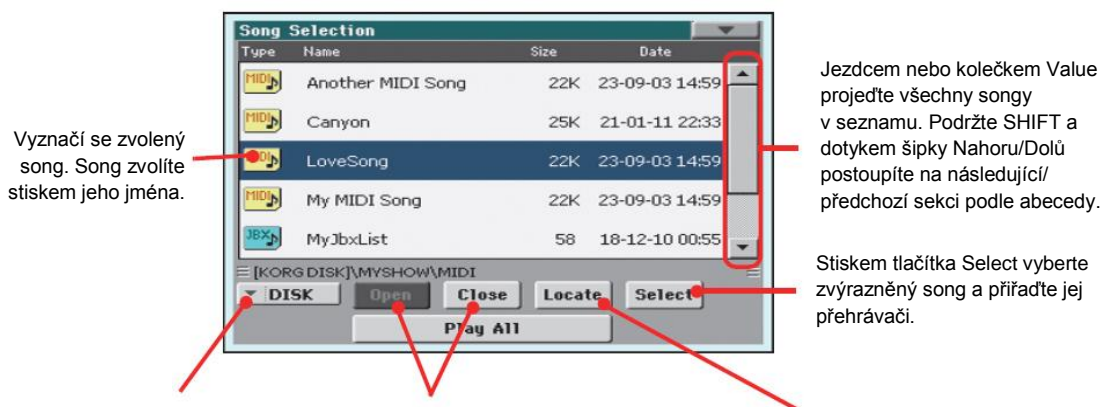 Song Selection
Type Name Size Date
MIDI Another MIDI Song 22K 23-09-03 14:59
MIDI Canyon 25K 21-01-11 22:33
LoveSong 22K 23-09-03 14:59
MIDI My MIDI Song 22K 23-09-03 14:59
JBX MyJbxList 58 18-12-10 00:55
[KORG DISK]\MYSHOW\MIDI
DISK Open Close Locate Select
Play All
Vyznačí se zvolený
song. Song zvolíte
stiskem jeho jména.
Jezdcem nebo kolečkem Value
projeďte všechny songy
v seznamu. Podržte SHIFT a
dotykem šipky Nahoru/Dolů
postoupíte na následující/
předchozí sekci podle abecedy.
Stiskem tlačítka Select vyberte
zvýrazněný song a přiřaďte jej
přehrávači.